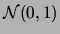 𝒩(0, 1)